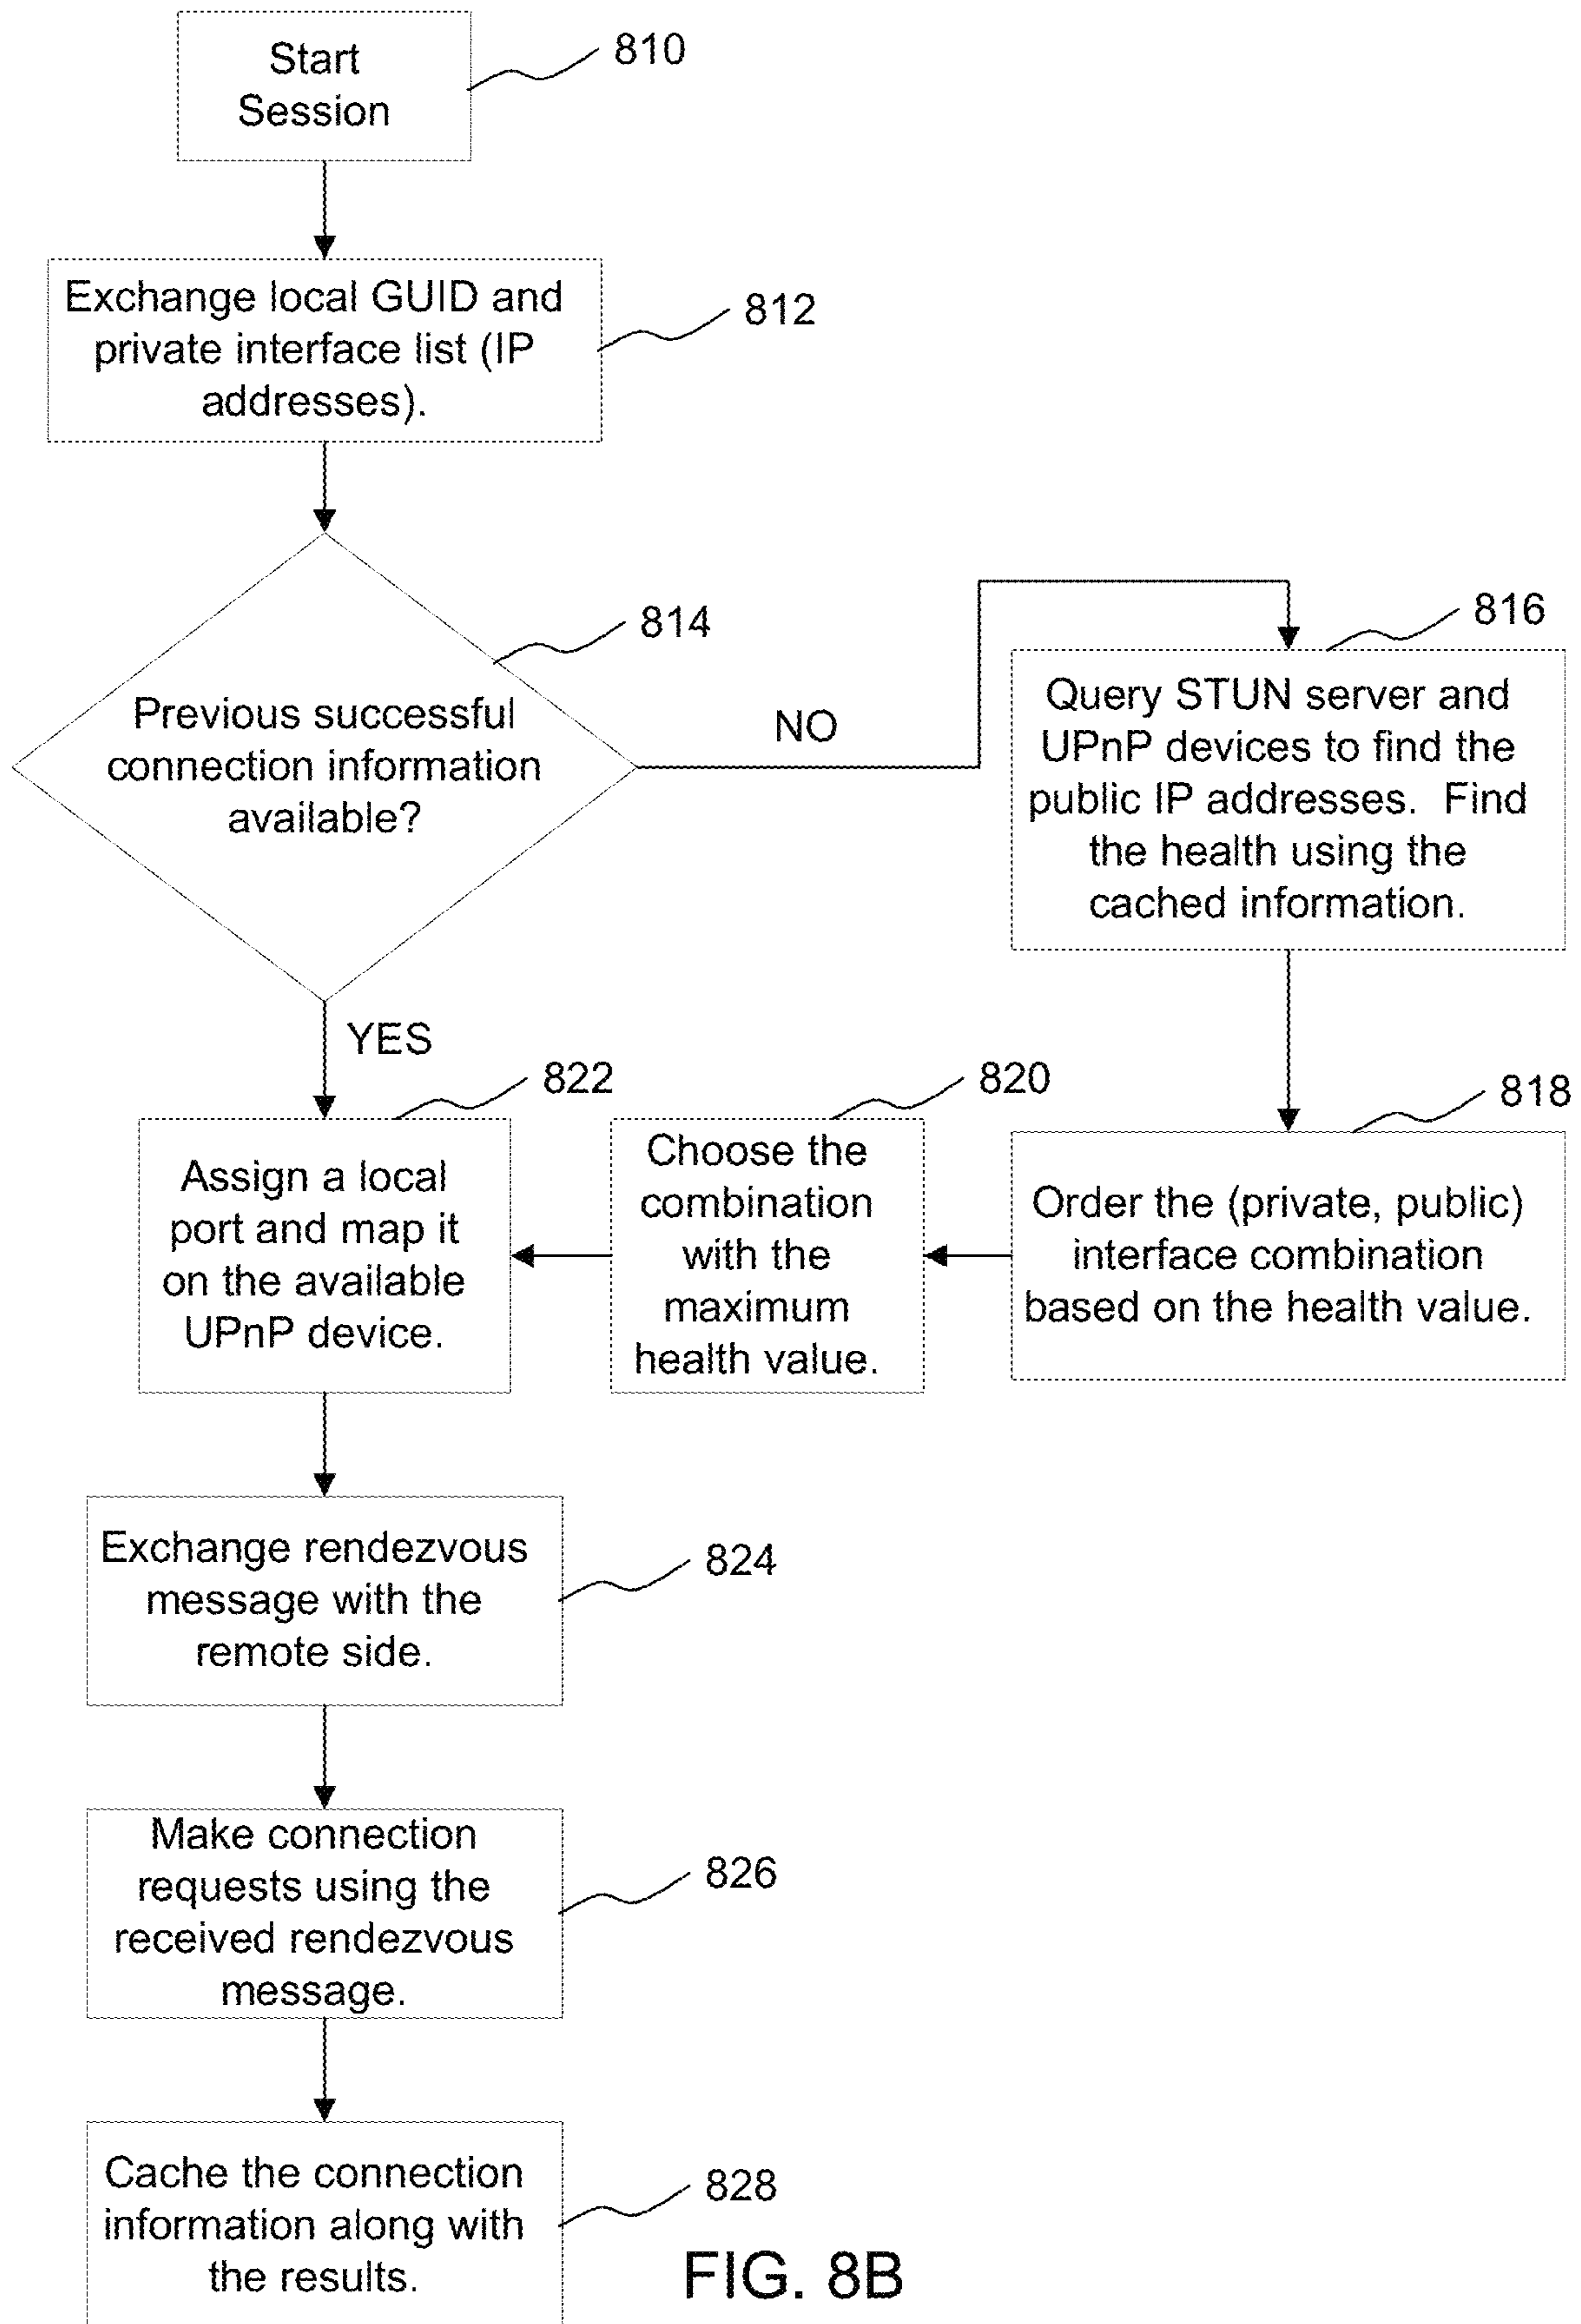 Start
Session
810
Exchange local GUID and
private interface list (IP
addresses).
812
Previous successful
connection information
available?
814
NO
YES
Query STUN server and
UPnP devices to find the
public IP addresses.  Find
the health using the
cached information.
816
Order the (private, public)
interface combination
based on the health value.
818
Choose the
combination
with the
maximum
health value.
820
Assign a local
port and map it
on the available
UPnP device.
822
Exchange rendezvous
message with the
remote side.
824
Make connection
requests using the
received rendezvous
message.
826
Cache the connection
information along with
the results.
828
FIG. 8B